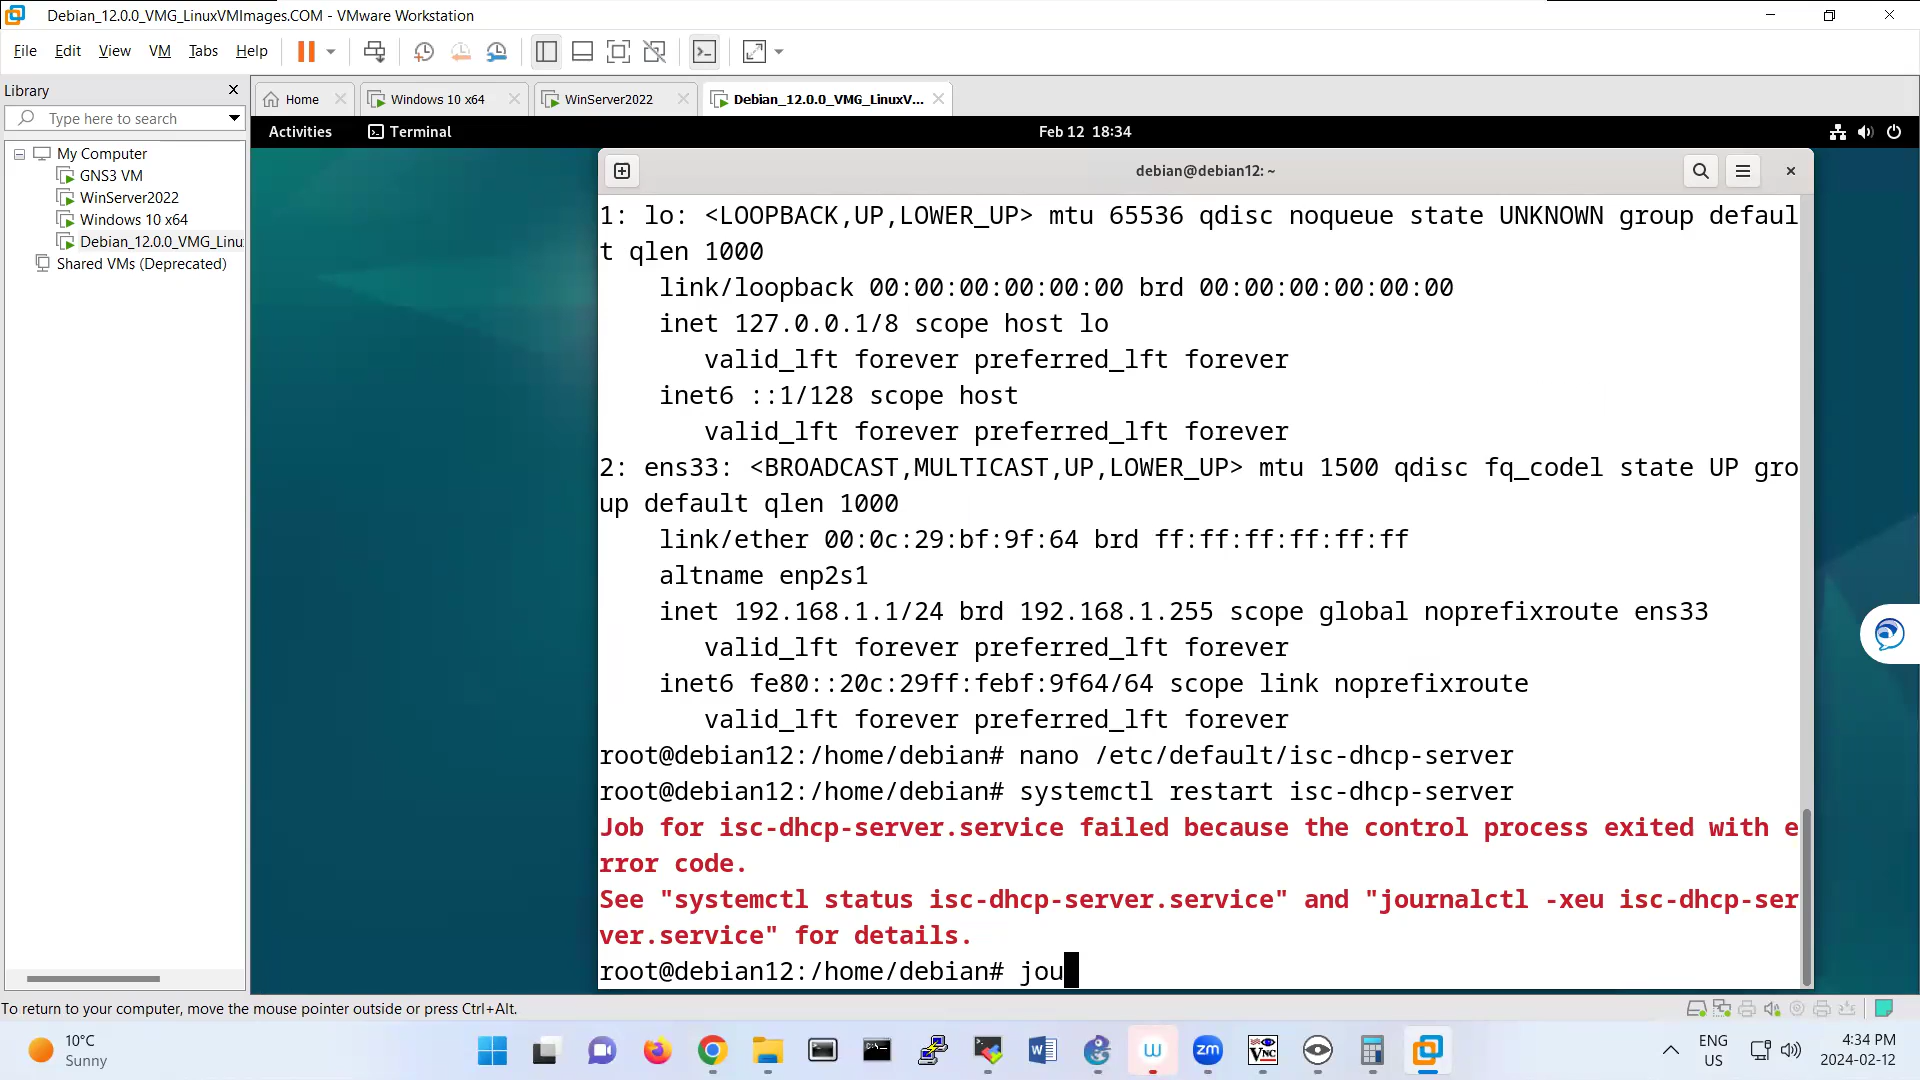 Debian_12.0.0_VMG_LinuxVMImages.COM - VMware Workstation
File Edit View VM Tabs Help
Library
Home
Windows 10 x64
WinServer2022
Debian_12.0.0_VMG_LinuxV...
Type here to search
Activities
Terminal
Feb 12 18:34
My Computer
GNS3 VM
WinServer2022
Windows 10 x64
Debian_12.0.0_VMG_Linu
Shared VMs (Deprecated)
debian@debian12: ~
1: lo: <LOOPBACK,UP,LOWER_UP> mtu 65536 qdisc noqueue state UNKNOWN group defaul
t qlen 1000
link/loopback 00:00:00:00:00:00 brd 00:00:00:00:00:00
inet 127.0.0.1/8 scope host lo
valid_lft forever preferred_lft forever
inet6 ::1/128 scope host
valid_lft forever preferred_lft forever
2: ens33: <BROADCAST,MULTICAST,UP,LOWER_UP> mtu 1500 qdisc fq_codel state UP gro
up default qlen 1000
link/ether 00:0c:29:bf:9f:64 brd ff:ff:ff:ff:ff:ff
altname enp2s1
inet 192.168.1.1/24 brd 192.168.1.255 scope global noprefixroute ens33
valid_lft forever preferred_lft forever
inet6 fe80::20c:29ff:febf:9f64/64 scope link noprefixroute
valid_lft forever preferred_lft forever
root@debian12:/home/debian# nano /etc/default/isc-dhcp-server
root@debian12:/home/debian# systemctl restart isc-dhcp-server
Job for isc-dhcp-server.service failed because the control process exited with e
rror code.
See "systemctl status isc-dhcp-server.service" and "journalctl -xeu isc-dhcp-ser
ver.service" for details.
root@debian12:/home/debian# jou
To return to your computer, move the mouse pointer outside or press Ctrl+Alt.
10°C
Sunny
W
w
zm
VNC
ENG
US
4:34 PM
2024-02-12